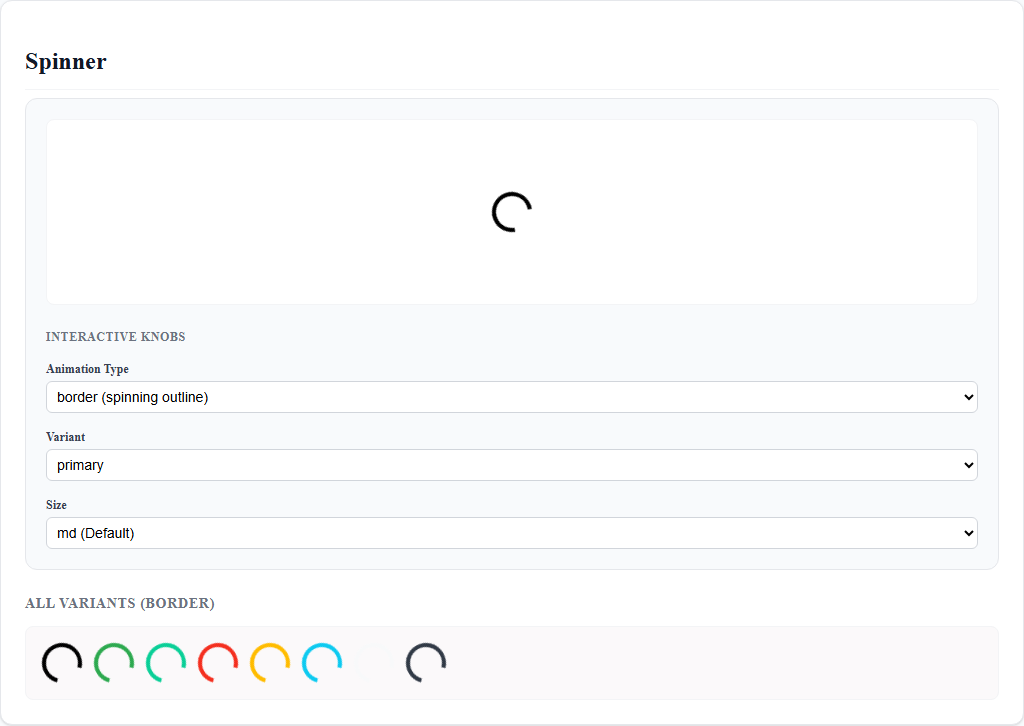 Spinner
INTERACTIVE KNOBS
Animation Type
border (spinning outline)
Variant
primary
Size
md (Default)
ALL VARIANTS (BORDER)